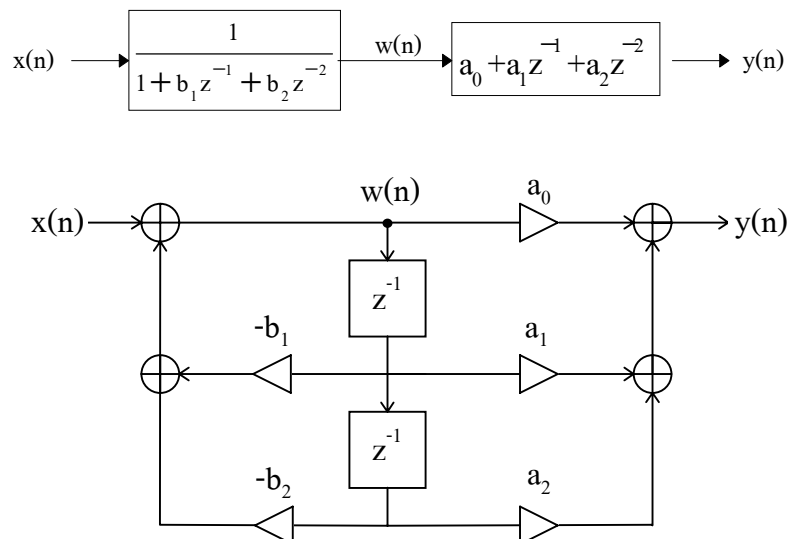 x(n) 1 / (1 + b₁z⁻¹ + b₂z⁻²) w(n) a₀ + a₁z⁻¹ + a₂z⁻² y(n)
w(n) a₀
x(n) y(n)
z⁻¹
-b₁ a₁
z⁻¹
-b₂ a₂